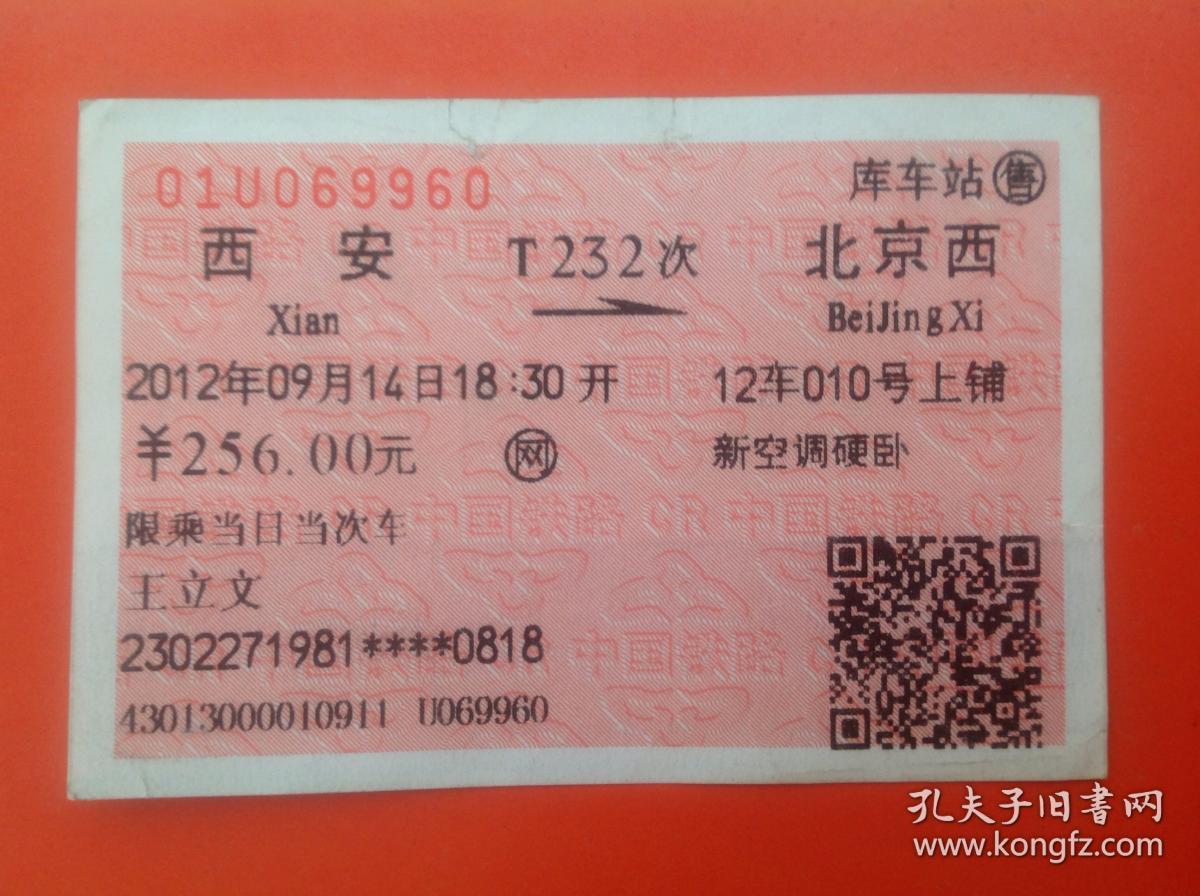 01U069960 库车站 售
西安 T232次 北京西
Xian BeiJingXi
2012年09月14日18:30开 12车010号上铺
¥256.00元 网 新空调硬卧
限乘当日当次车
王立文
2302271981****0818
43013000010911 U069960
孔夫子旧书网
www.kongfz.com